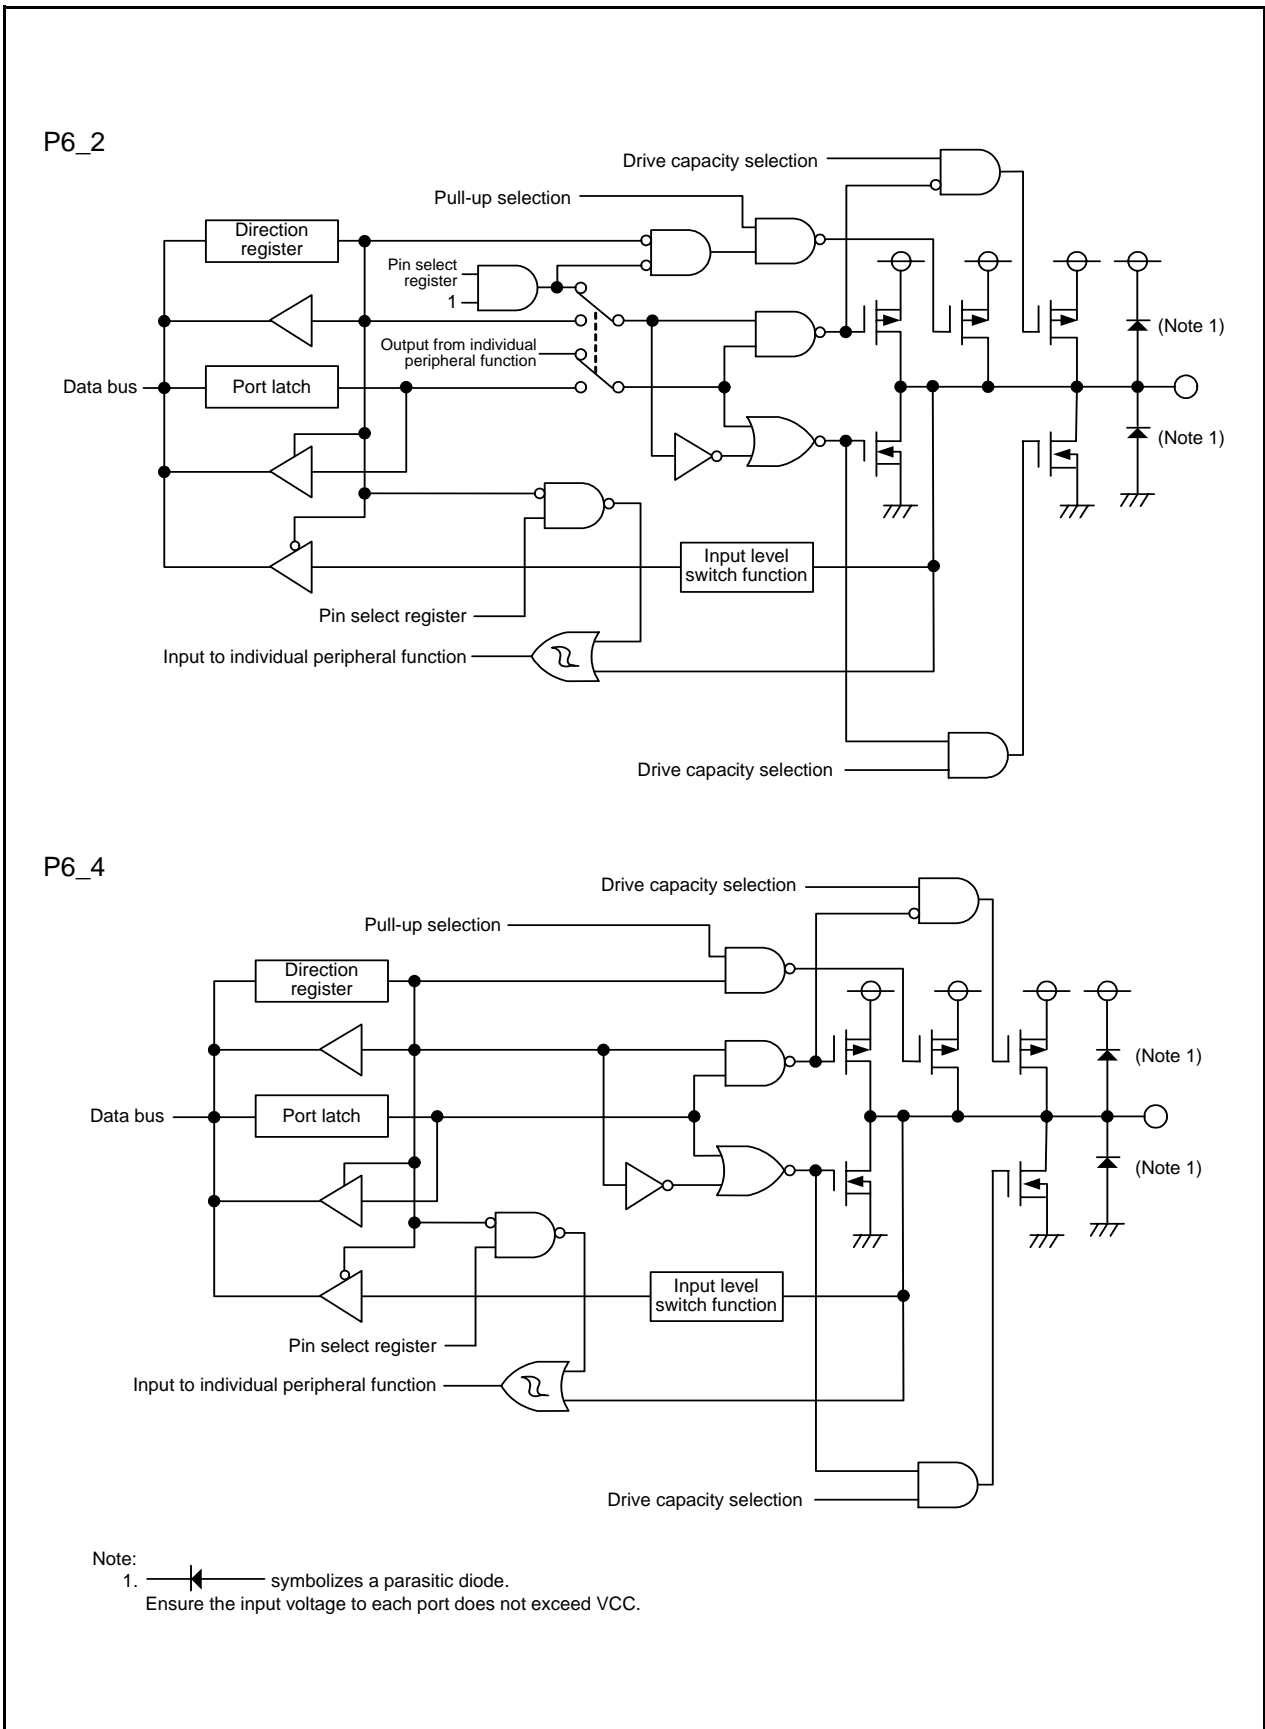 P6_2
Drive capacity selection
Pull-up selection
Direction
register
Pin select
register
1
(Note 1)
Output from individual
peripheral function
Data bus
Port latch
(Note 1)
Input level
switch function
Pin select register
Input to individual peripheral function
Drive capacity selection
P6_4
Drive capacity selection
Pull-up selection
Direction
register
(Note 1)
Data bus
Port latch
(Note 1)
Input level
switch function
Pin select register
Input to individual peripheral function
Drive capacity selection
Note:
1. symbolizes a parasitic diode.
Ensure the input voltage to each port does not exceed VCC.